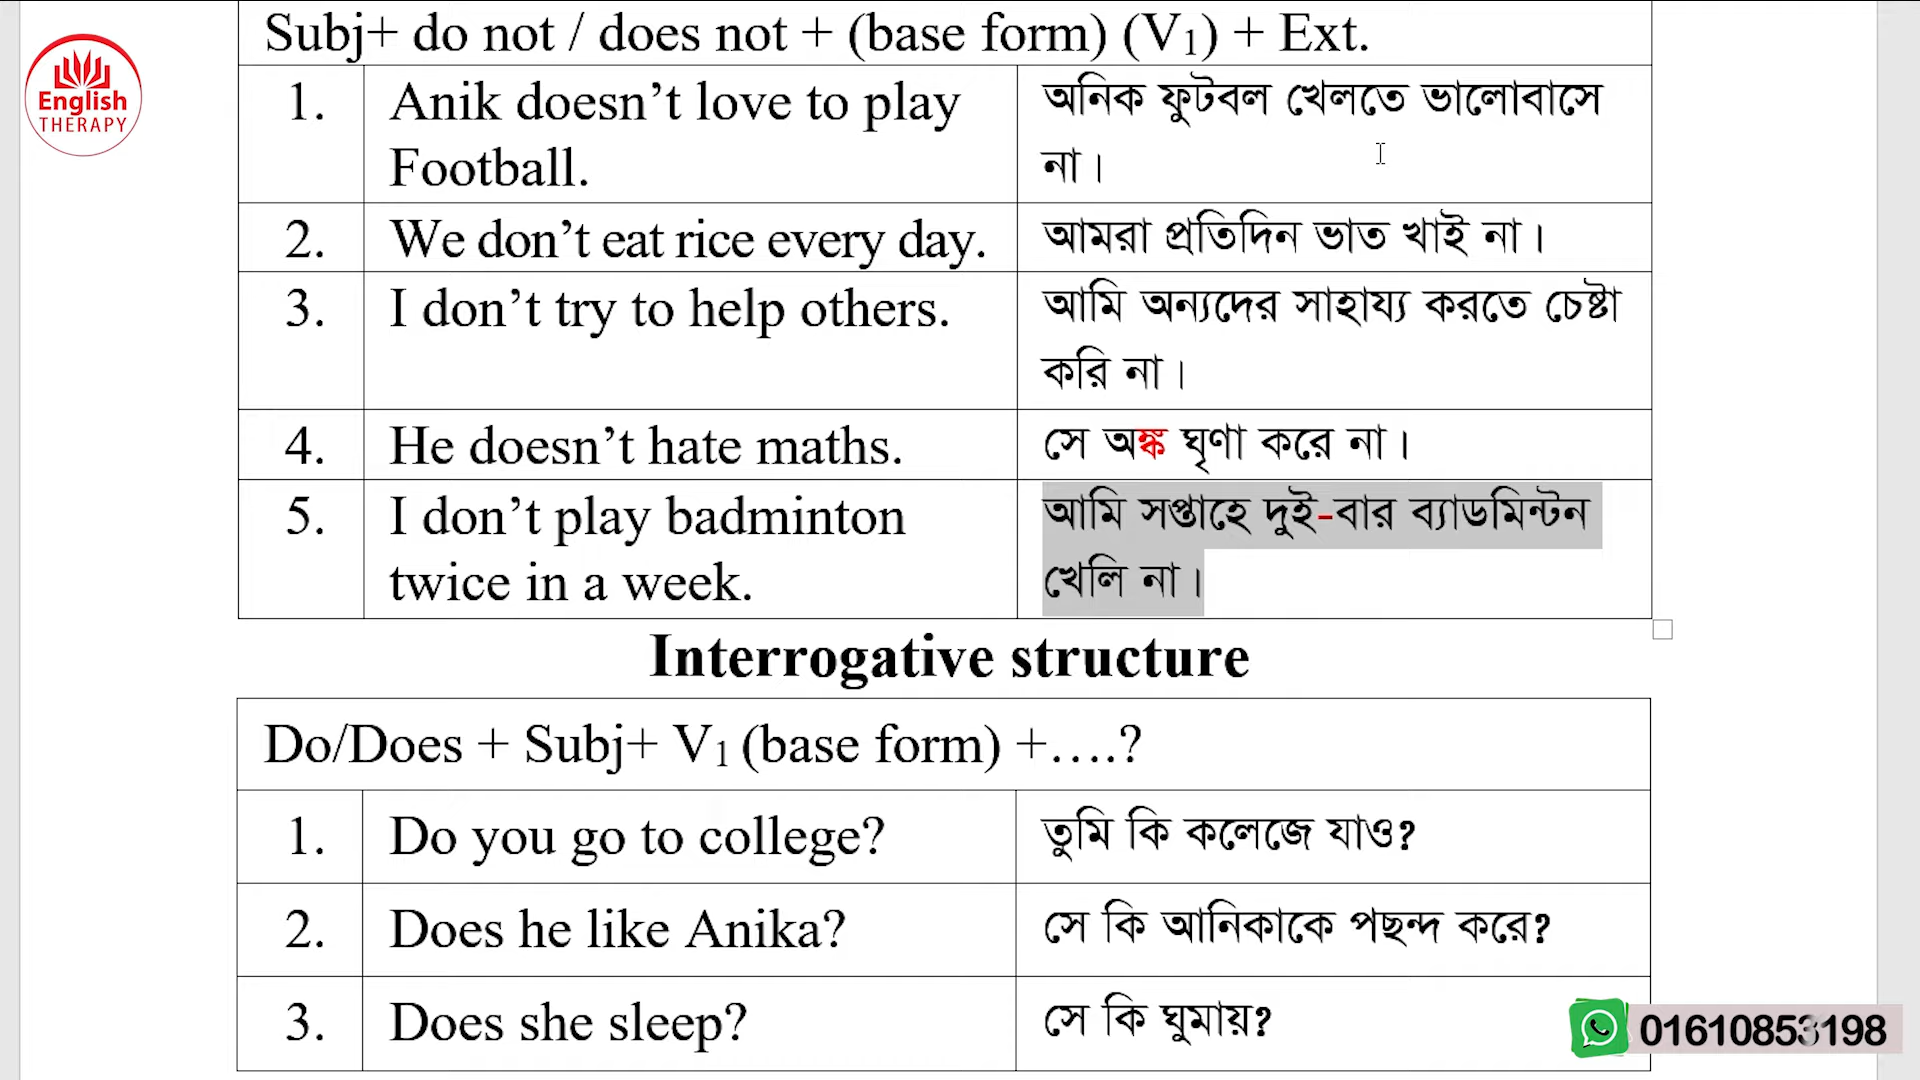 English
THERAPY
Subj+ do not / does not + (base form) (V1) + Ext.
1. Anik doesn’t love to play
Football.
অনিক ফুটবল খেলতে ভালোবাসে
না।
2. We don’t eat rice every day. আমরা প্রতিদিন ভাত খাই না।
3. I don’t try to help others. আমি অন্যদের সাহায্য করতে চেষ্টা
করি না।
4. He doesn’t hate maths. সে অঙ্ক ঘৃণা করে না।
5. I don’t play badminton
twice in a week.
আমি সপ্তাহে দুই-বার ব্যাডমিন্টন
খেলি না।
Interrogative structure
Do/Does + Subj+ V1 (base form) +….?
1. Do you go to college? তুমি কি কলেজে যাও?
2. Does he like Anika? সে কি আনিকাকে পছন্দ করে?
3. Does she sleep? সে কি ঘুমায়?
01610853198